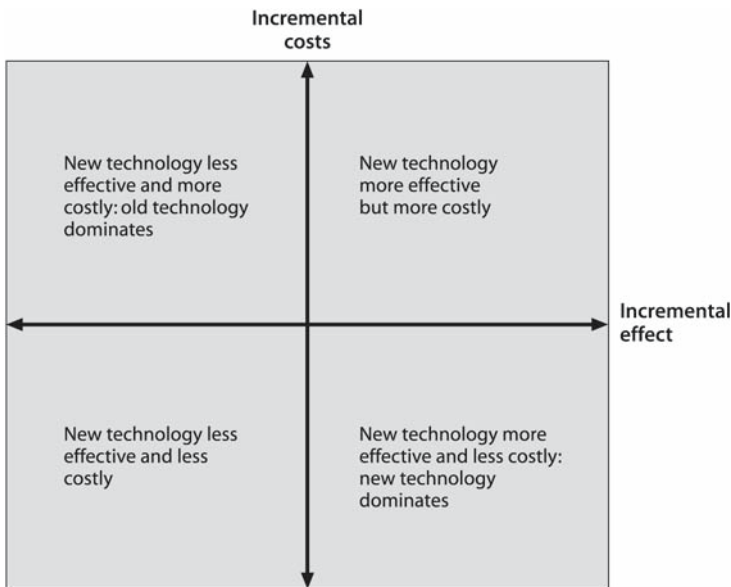 Incremental
costs
New technology less
effective and more
costly: old technology
dominates
New technology
more effective
but more costly
Incremental
effect
New technology less
effective and less
costly
New technology more
effective and less costly:
new technology
dominates